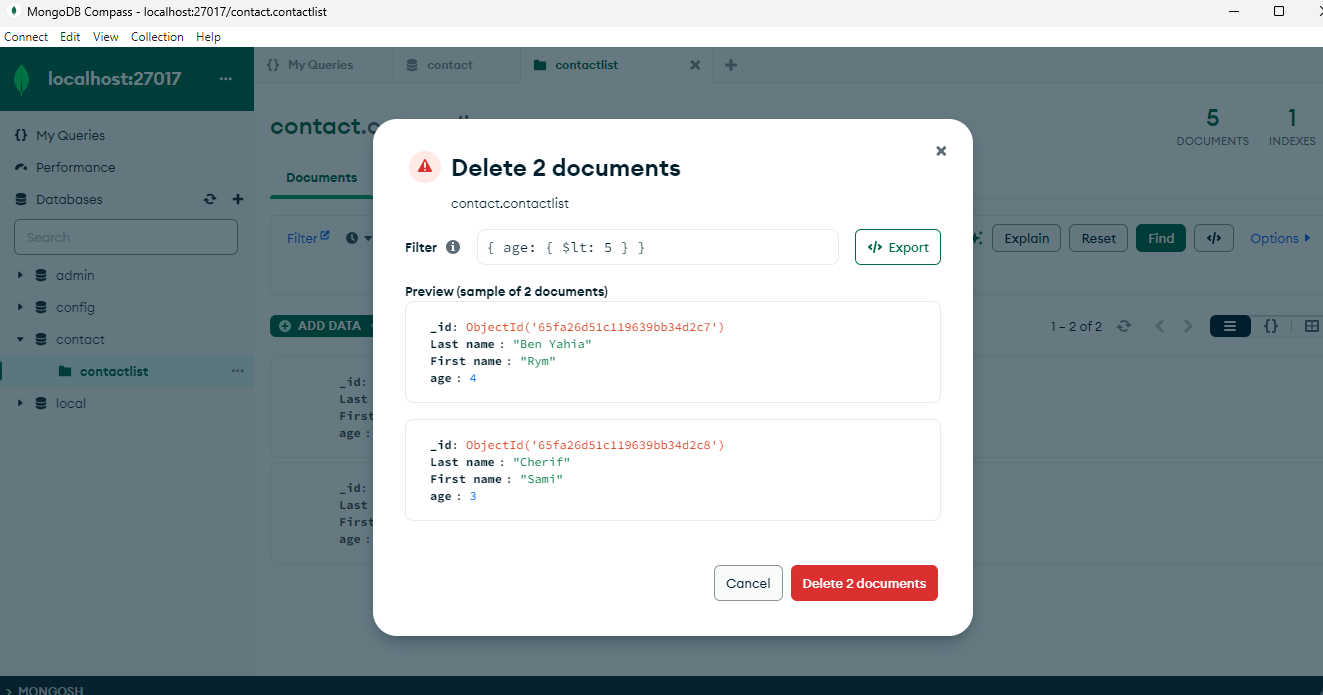 MongoDB Compass - localhost:27017/contact.contactlist
Connect Edit View Collection Help
localhost:27017 ...
{} My Queries
contact
contactlist
My Queries
Performance
Databases
Search
admin
config
contact
contactlist ...
local
contact.c
5
DOCUMENTS
1
INDEXES
Documents
Filter
Explain
Reset
Find
</>
Options
ADD DATA
1 – 2 of 2
{}
_id:
Last
First
age :
_id:
Last
First
age :
Delete 2 documents
contact.contactlist
Filter
{ age: { $lt: 5 } }
</> Export
Preview (sample of 2 documents)
_id: ObjectId('65fa26d51c119639bb34d2c7')
Last name : "Ben Yahia"
First name : "Rym"
age : 4
_id: ObjectId('65fa26d51c119639bb34d2c8')
Last name : "Cherif"
First name : "Sami"
age : 3
Cancel
Delete 2 documents
>_MONGOSH